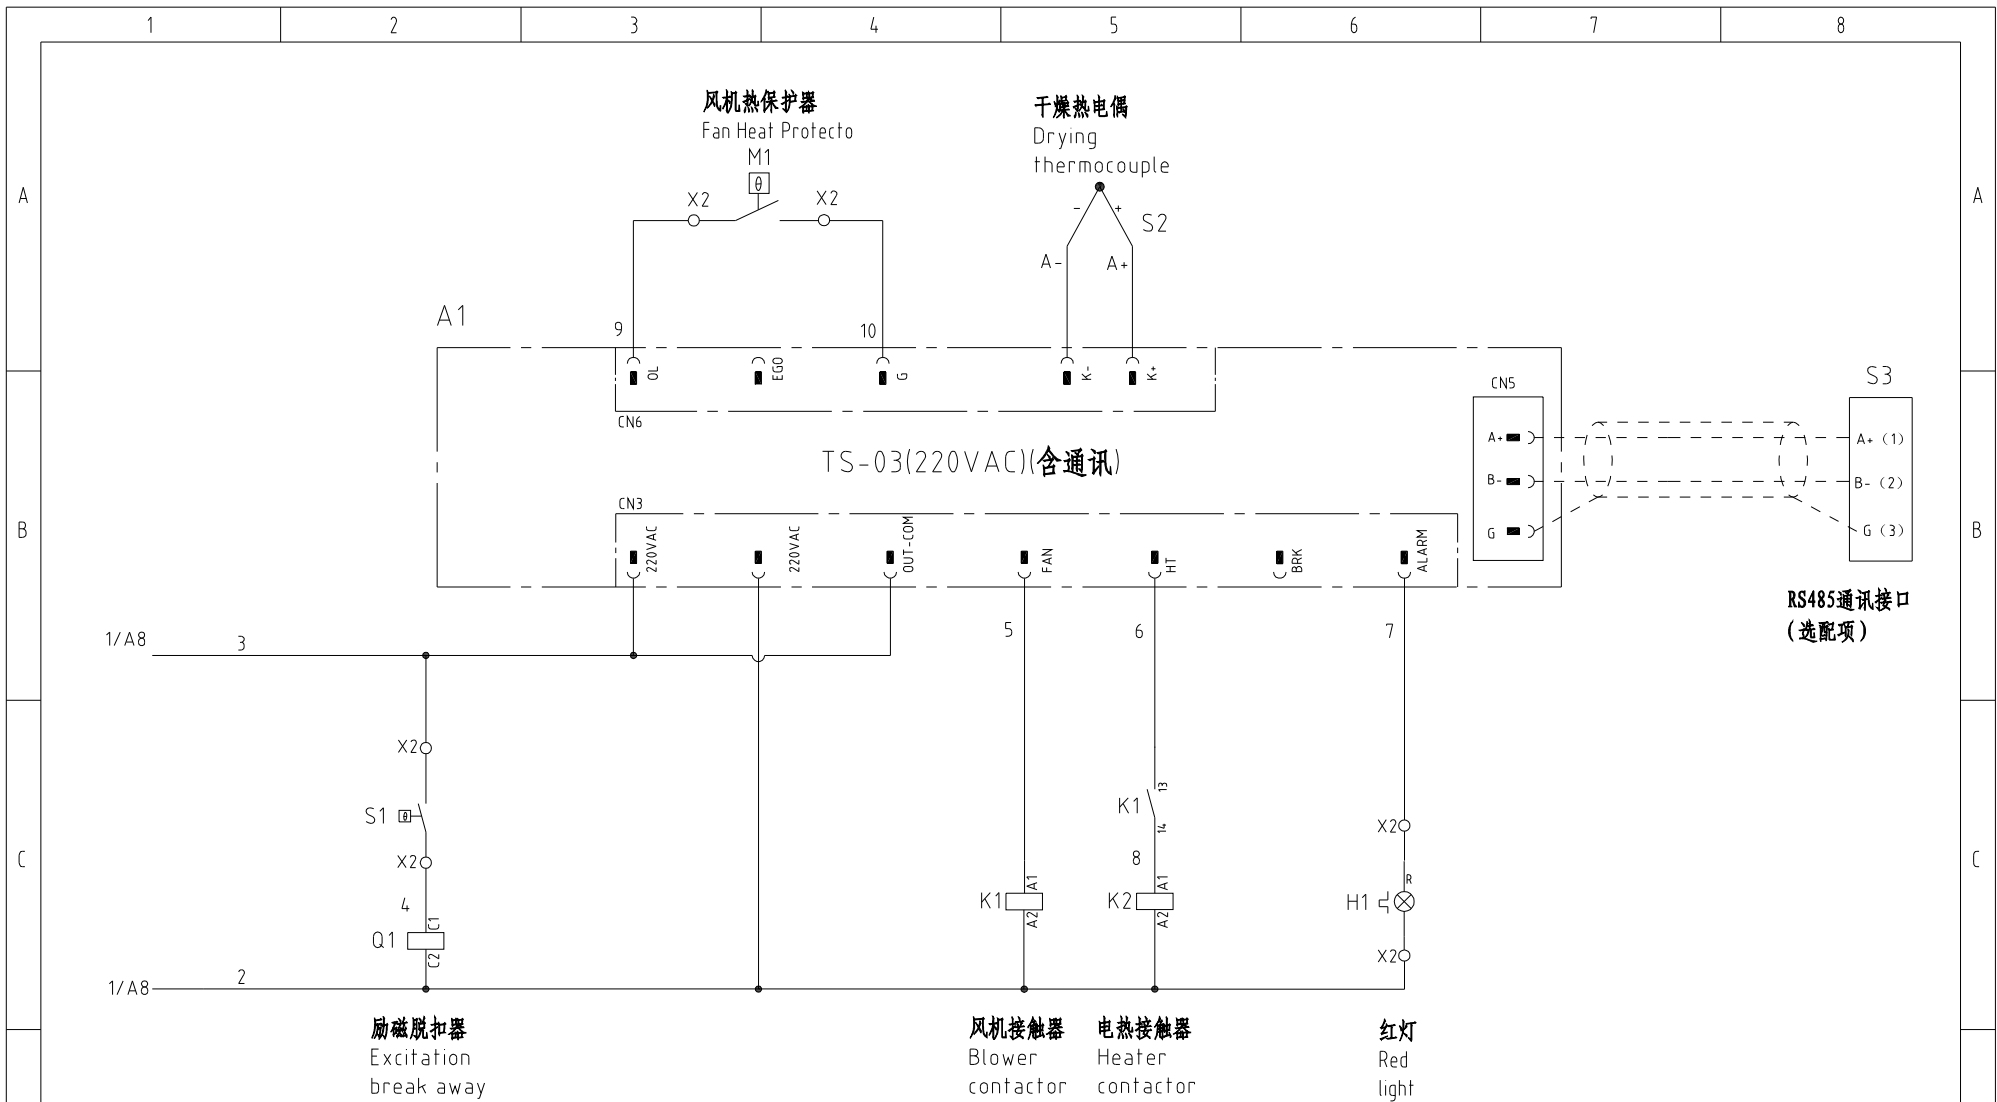 1 2 3 4 5 6 7 8
风机热保护器
Fan Heat Protecto
M1
θ
X2 X2
干燥热电偶
Drying
thermocouple
- +
S2
A- A+
A A
A1
9 10
OL EGO G K- K+
CN6
CN5
S3
A+ A+ (1)
TS-03(220VAC)(含通讯)
B- B- (2)
G G (3)
CN3
220VAC 220VAC OUT-COM FAN HT BRK ALARM
B B
RS485通讯接口
(选配项)
1/A8 3
5 6 7
X2
S1 θ
X2
4
Q1 C1 C2
K1 13 14
8
K1 A1 A2
K2 A1 A2
X2
R
H1
X2
C C
1/A8 2
励磁脱扣器
Excitation
break away
风机接触器
Blower
contactor
电热接触器
Heater
contactor
红灯
Red
light